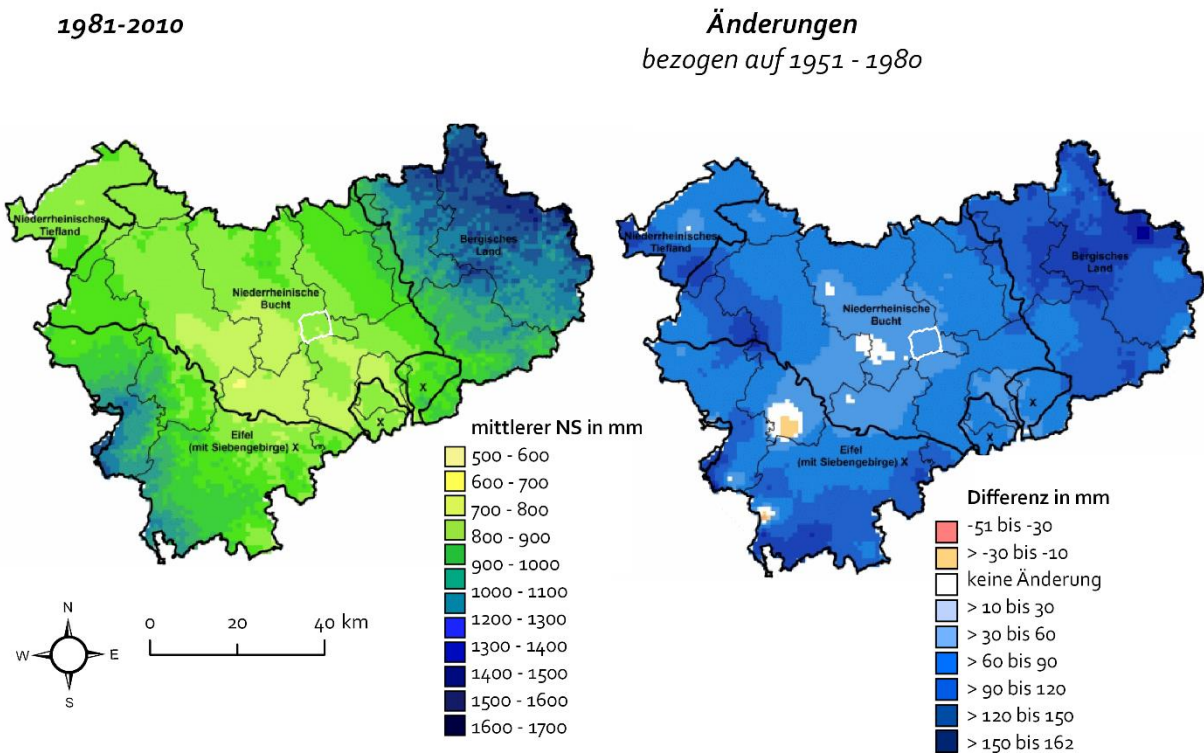 1981-2010
Niederrheinisches
Tiefland
Bergisches
Land
Niederrheinische
Bucht
X
X
Eifel
(mit Siebengebirge) X
mittlerer NS in mm
500 - 600
600 - 700
700 - 800
800 - 900
900 - 1000
1000 - 1100
1200 - 1300
1300 - 1400
1400 - 1500
1500 - 1600
1600 - 1700
N
W
E
S
0 20 40 km
Änderungen
bezogen auf 1951 - 1980
Niederrheinisches
Tiefland
Bergisches
Land
Niederrheinische
Bucht
X
X
Eifel
(mit Siebengebirge) X
Differenz in mm
-51 bis -30
> -30 bis -10
keine Änderung
> 10 bis 30
> 30 bis 60
> 60 bis 90
> 90 bis 120
> 120 bis 150
> 150 bis 162